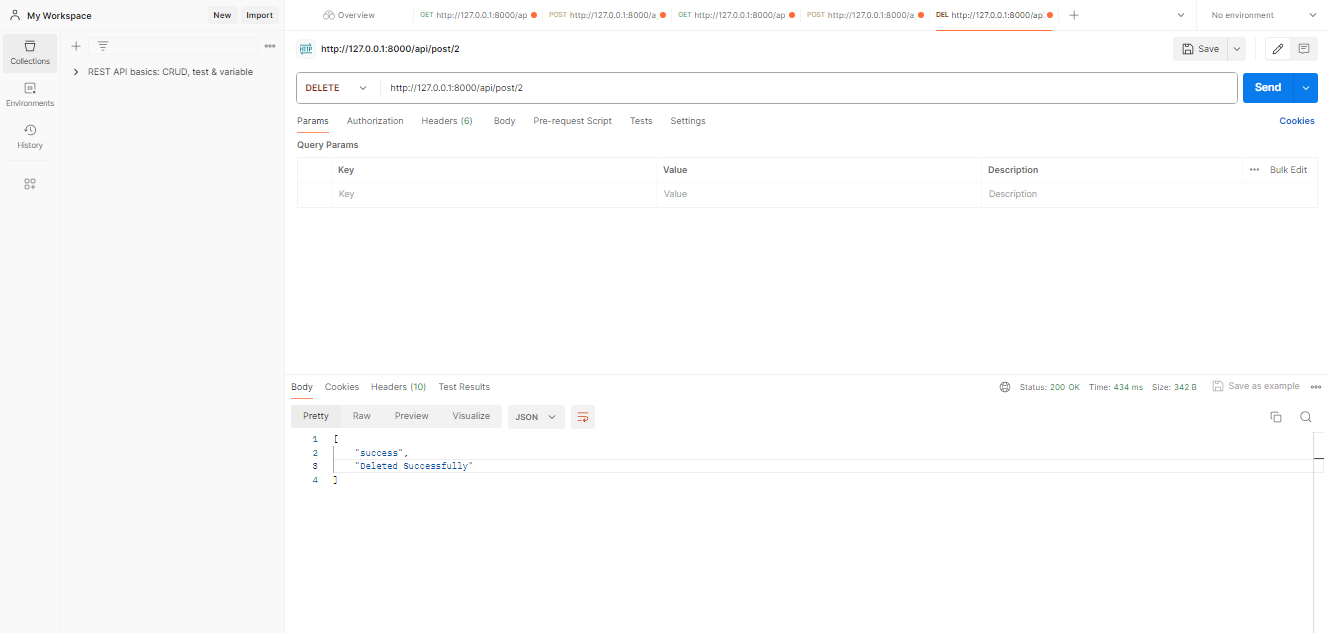 My Workspace New Import Overview GET http://127.0.0.1:8000/ap POST http://127.0.0.1:8000/a GET http://127.0.0.1:8000/ap POST http://127.0.0.1:8000/a DEL http://127.0.0.1:8000/ap No environment
Collections
Environments
History
REST API basics: CRUD, test & variable
HTTP http://127.0.0.1:8000/api/post/2 Save
DELETE http://127.0.0.1:8000/api/post/2 Send
Params Authorization Headers (6) Body Pre-request Script Tests Settings Cookies
Query Params
Key Value Description Bulk Edit
Key Value Description
Body Cookies Headers (10) Test Results Status: 200 OK Time: 434 ms Size: 342 B Save as example
Pretty Raw Preview Visualize JSON
1 [
2 "success",
3 "Deleted Successfully"
4 ]